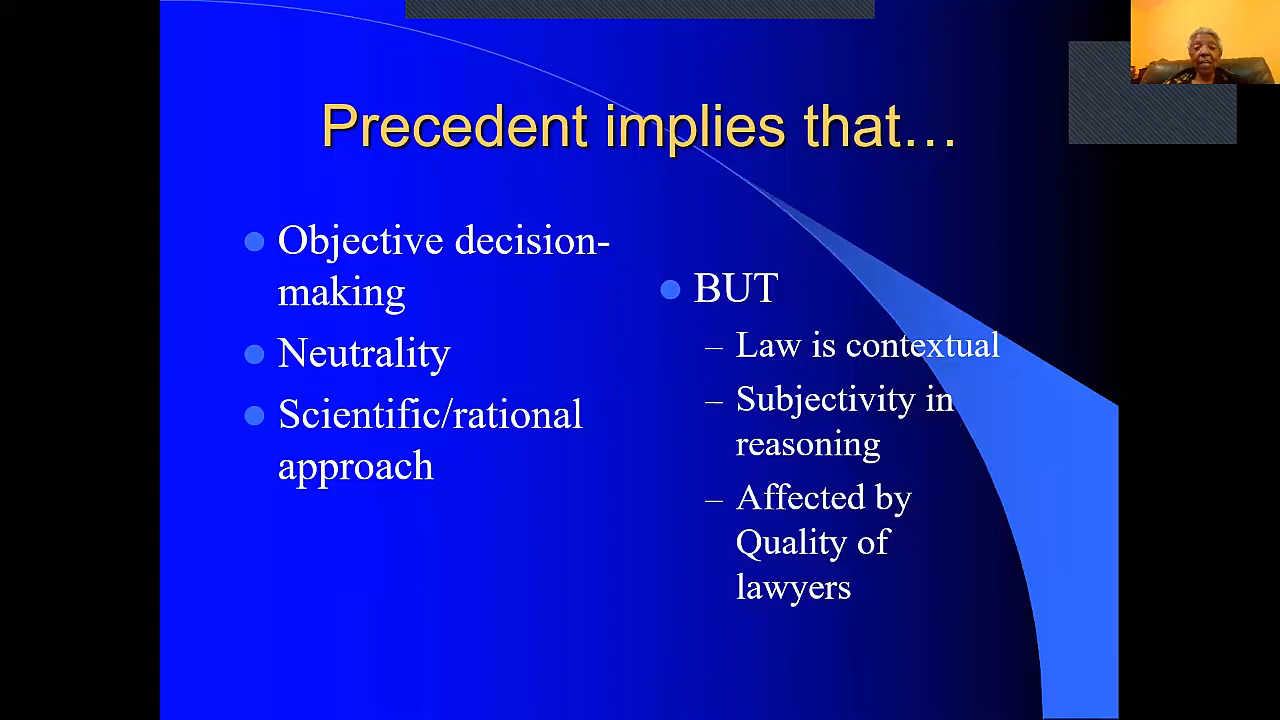 Precedent implies that…
Objective decision-
making
Neutrality
Scientific/rational
approach
BUT
– Law is contextual
– Subjectivity in
reasoning
– Affected by
Quality of
lawyers